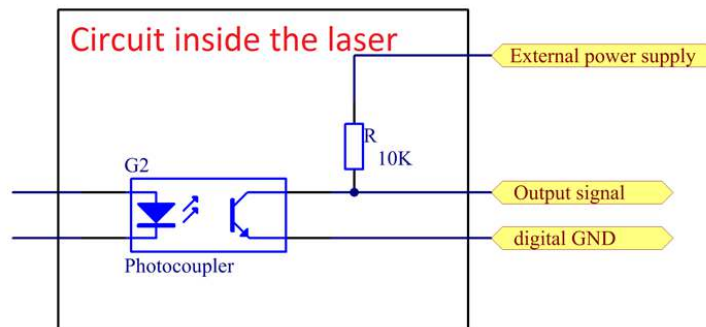 Circuit inside the laser
External power supply
R
10K
G2
Output signal
digital GND
Photocoupler